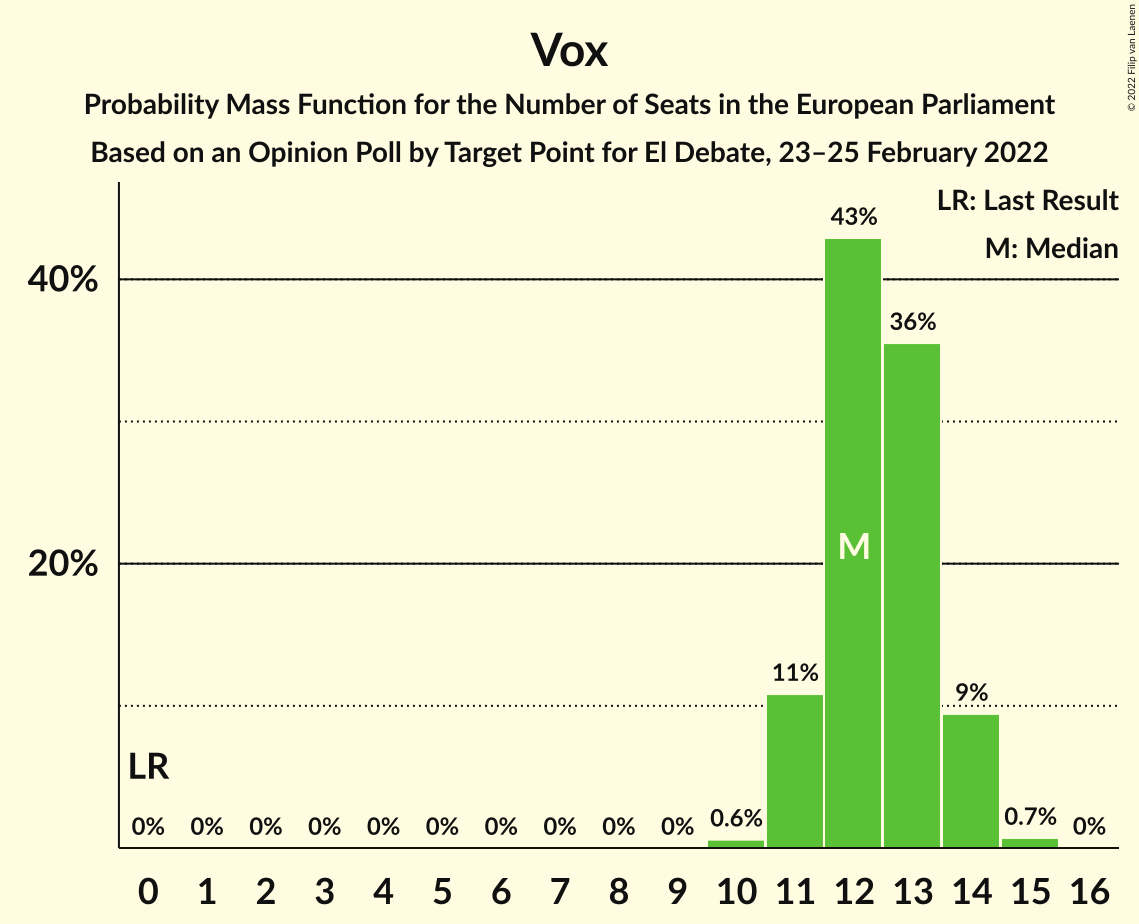 Vox
Probability Mass Function for the Number of Seats in the European Parliament
Based on an Opinion Poll by Target Point for El Debate, 23–25 February 2022
© 2022 Filip van Laenen
LR: Last Result
M: Median
43%
40%
36%
20%
M
11%
9%
LR
0% 0% 0% 0% 0% 0% 0% 0% 0% 0% 0.6% 0.7% 0%
0 1 2 3 4 5 6 7 8 9 10 11 12 13 14 15 16